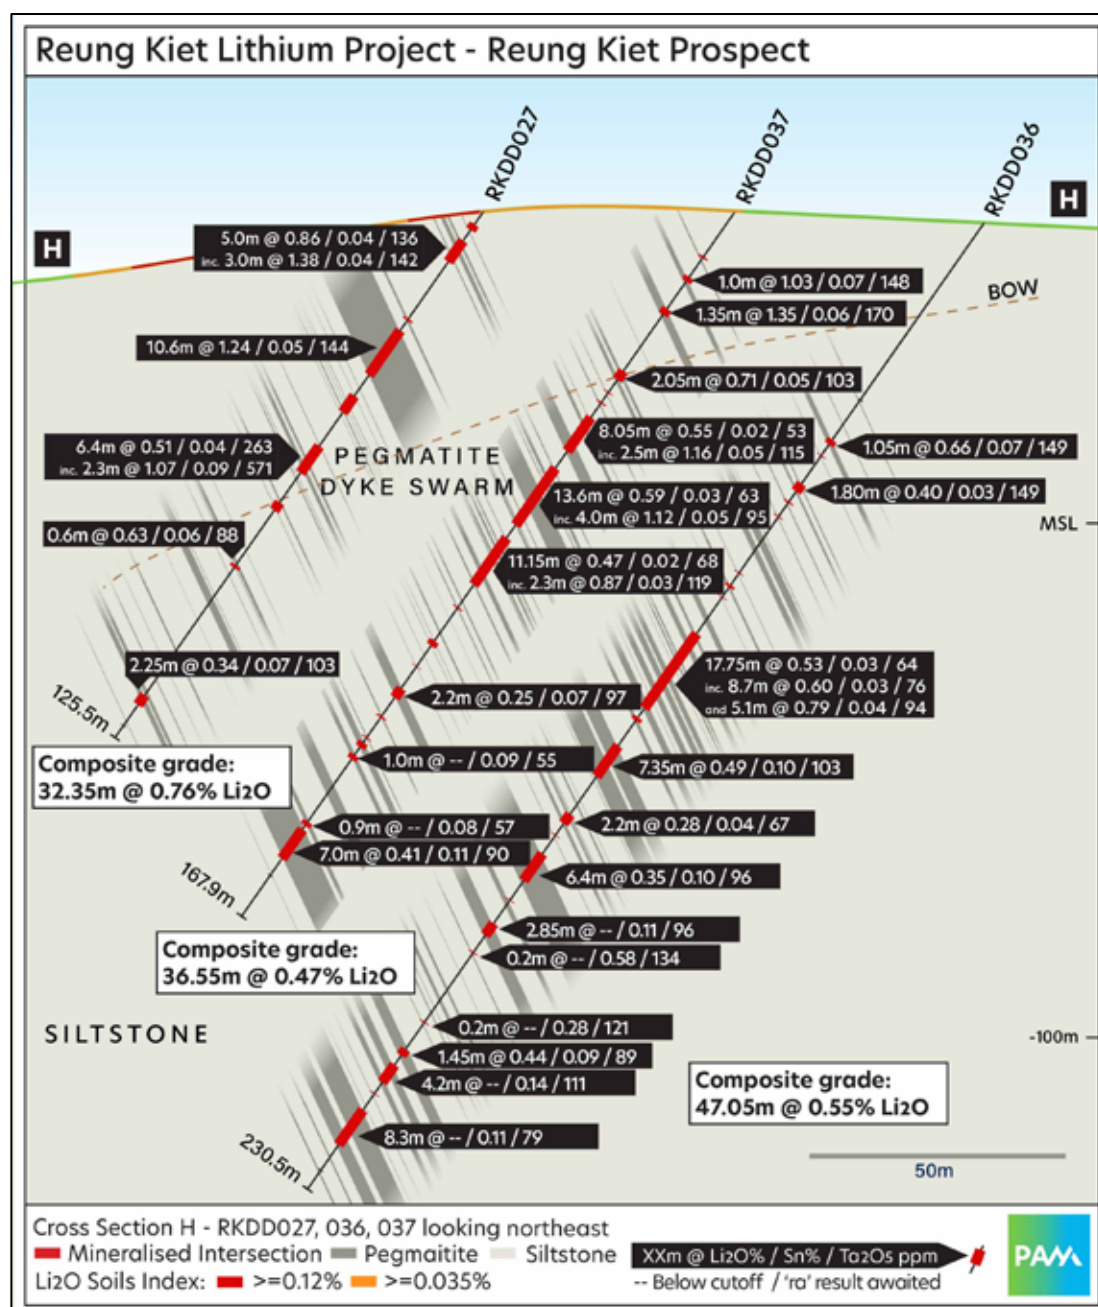 Reung Kiet Lithium Project - Reung Kiet Prospect
RKDD027
RKDD037
RKDD036
H
H
5.0m @ 0.86 / 0.04 / 136
inc. 3.0m @ 1.38 / 0.04 / 142
1.0m @ 1.03 / 0.07 / 148
BOW
1.35m @ 1.35 / 0.06 / 170
10.6m @ 1.24 / 0.05 / 144
2.05m @ 0.71 / 0.05 / 103
6.4m @ 0.51 / 0.04 / 263
inc. 2.3m @ 1.07 / 0.09 / 571
PEGMATITE
DYKE SWARM
8.05m @ 0.55 / 0.02 / 53
inc. 2.5m @ 1.16 / 0.05 / 115
1.05m @ 0.66 / 0.07 / 149
13.6m @ 0.59 / 0.03 / 63
inc. 4.0m @ 1.12 / 0.05 / 95
1.80m @ 0.40 / 0.03 / 149
MSL
0.6m @ 0.63 / 0.06 / 88
11.15m @ 0.47 / 0.02 / 68
inc. 2.3m @ 0.87 / 0.03 / 119
2.25m @ 0.34 / 0.07 / 103
17.75m @ 0.53 / 0.03 / 64
inc. 8.7m @ 0.60 / 0.03 / 76
and 5.1m @ 0.79 / 0.04 / 94
125.5m
2.2m @ 0.25 / 0.07 / 97
Composite grade:
32.35m @ 0.76% Li2O
1.0m @ -- / 0.09 / 55
7.35m @ 0.49 / 0.10 / 103
0.9m @ -- / 0.08 / 57
2.2m @ 0.28 / 0.04 / 67
7.0m @ 0.41 / 0.11 / 90
6.4m @ 0.35 / 0.10 / 96
167.9m
2.85m @ -- / 0.11 / 96
Composite grade:
36.55m @ 0.47% Li2O
0.2m @ -- / 0.58 / 134
SILTSTONE
0.2m @ -- / 0.28 / 121
-100m
1.45m @ 0.44 / 0.09 / 89
4.2m @ -- / 0.14 / 111
Composite grade:
47.05m @ 0.55% Li2O
8.3m @ -- / 0.11 / 79
230.5m
50m
Cross Section H - RKDD027, 036, 037 looking northeast
Mineralised Intersection Pegmaitite Siltstone
XXm @ Li2O% / Sn% / Ta2O5 ppm
Li2O Soils Index: >=0.12% >=0.035%
-- Below cutoff / 'ra' result awaited
PAM